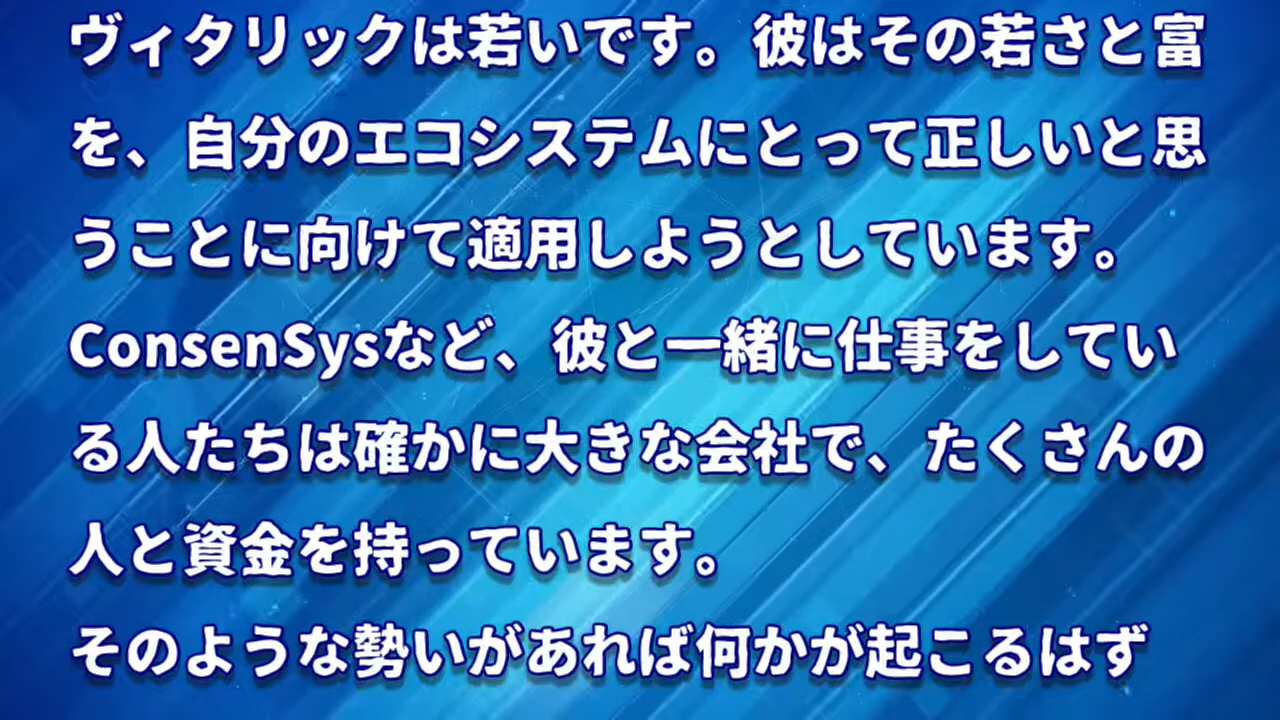 ヴィタリックは若いです。彼はその若さと富
を、自分のエコシステムにとって正しいと思
うことに向けて適用しようとしています。
ConsenSysなど、彼と一緒に仕事をしてい
る人たちは確かに大きな会社で、たくさんの
人と資金を持っています。
そのような勢いがあれば何かが起こるはず